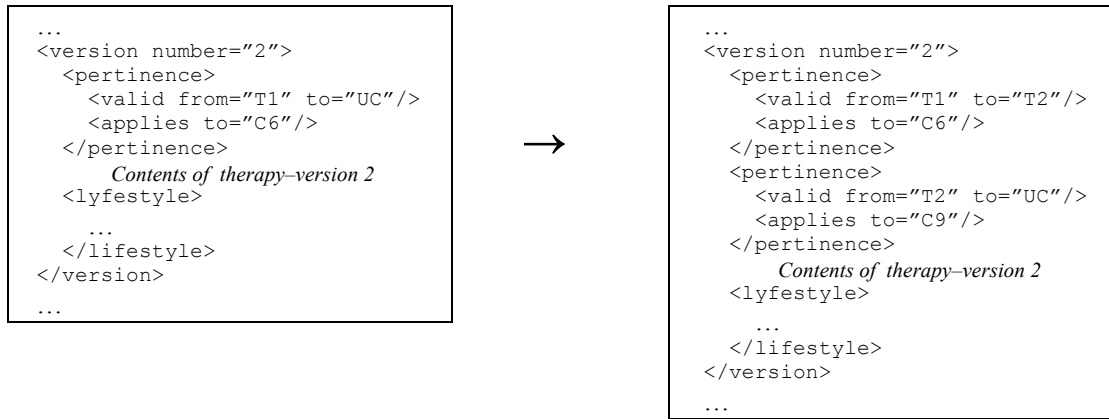 ...
<version number="2">
<pertinence>
<valid from="T1" to="UC"/>
<applies to="C6"/>
</pertinence>
Contents of therapy–version 2
<lyfestyle>
...
</lifestyle>
</version>
...
→
...
<version number="2">
<pertinence>
<valid from="T1" to="T2"/>
<applies to="C6"/>
</pertinence>
<pertinence>
<valid from="T2" to="UC"/>
<applies to="C9"/>
</pertinence>
Contents of therapy–version 2
<lyfestyle>
...
</lifestyle>
</version>
...